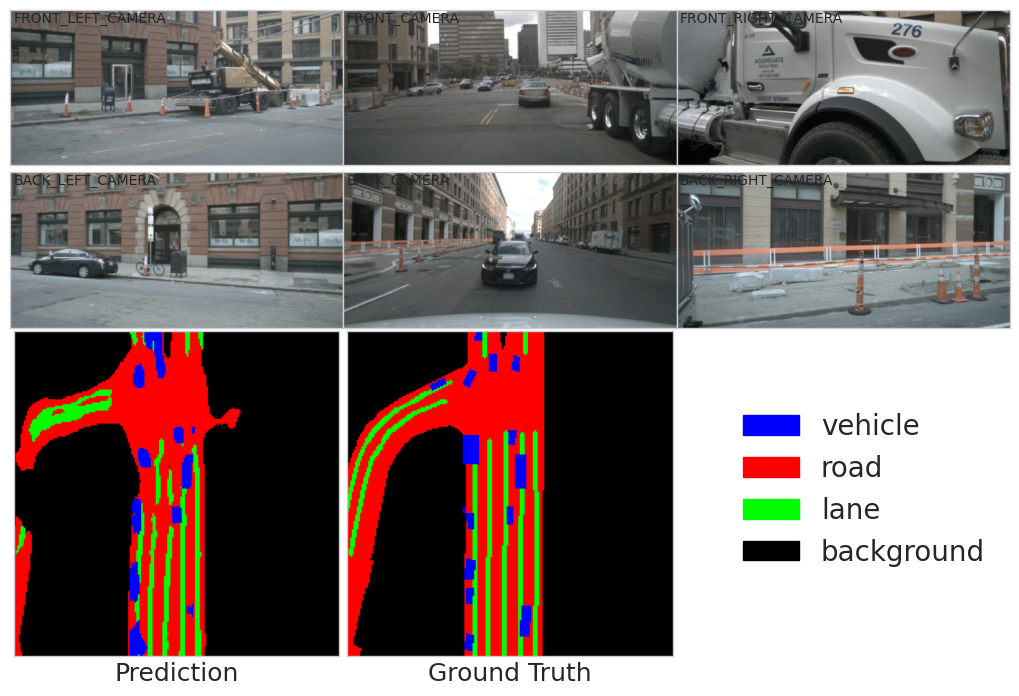 FRONT_LEFT_CAMERA
FRONT_CAMERA
FRONT_RIGHT_CAMERA
276
AGGREGATE
BACK_LEFT_CAMERA
BACK_CAMERA
BACK_RIGHT_CAMERA
vehicle
road
lane
background
Prediction
Ground Truth